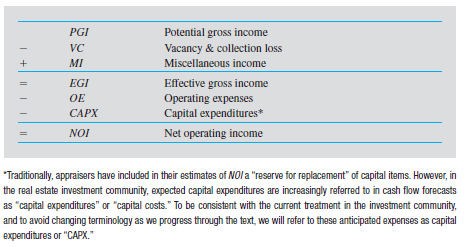 PGI Potential gross income
– VC Vacancy & collection loss
+ MI Miscellaneous income
= EGI Effective gross income
– OE Operating expenses
– CAPX Capital expenditures*
= NOI Net operating income
*Traditionally, appraisers have included in their estimates of NOI a “reserve for replacement” of capital items. However, in
the real estate investment community, expected capital expenditures are increasingly referred to in cash flow forecasts
as “capital expenditures” or “capital costs.” To be consistent with the current treatment in the investment community,
and to avoid changing terminology as we progress through the text, we will refer to these anticipated expenses as capital
expenditures or “CAPX.”